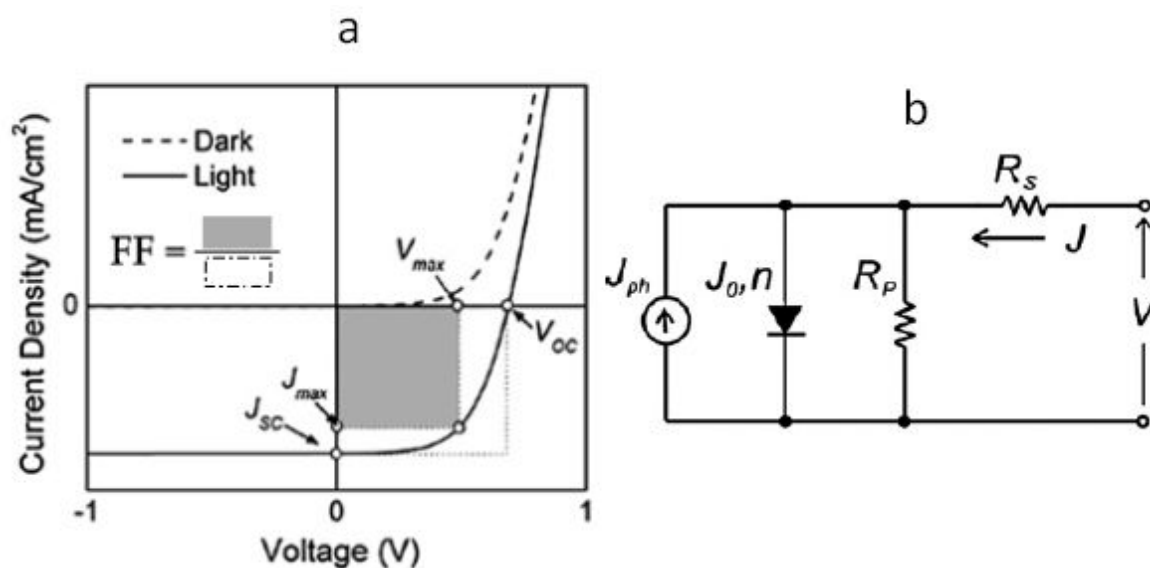 a
Current Density (mA/cm²)
Dark
Light
FF =
V_max
0
V_OC
J_max
J_SC
-1 0 1
Voltage (V)
b
R_s
J
J_ph
J_0,n
R_P
V